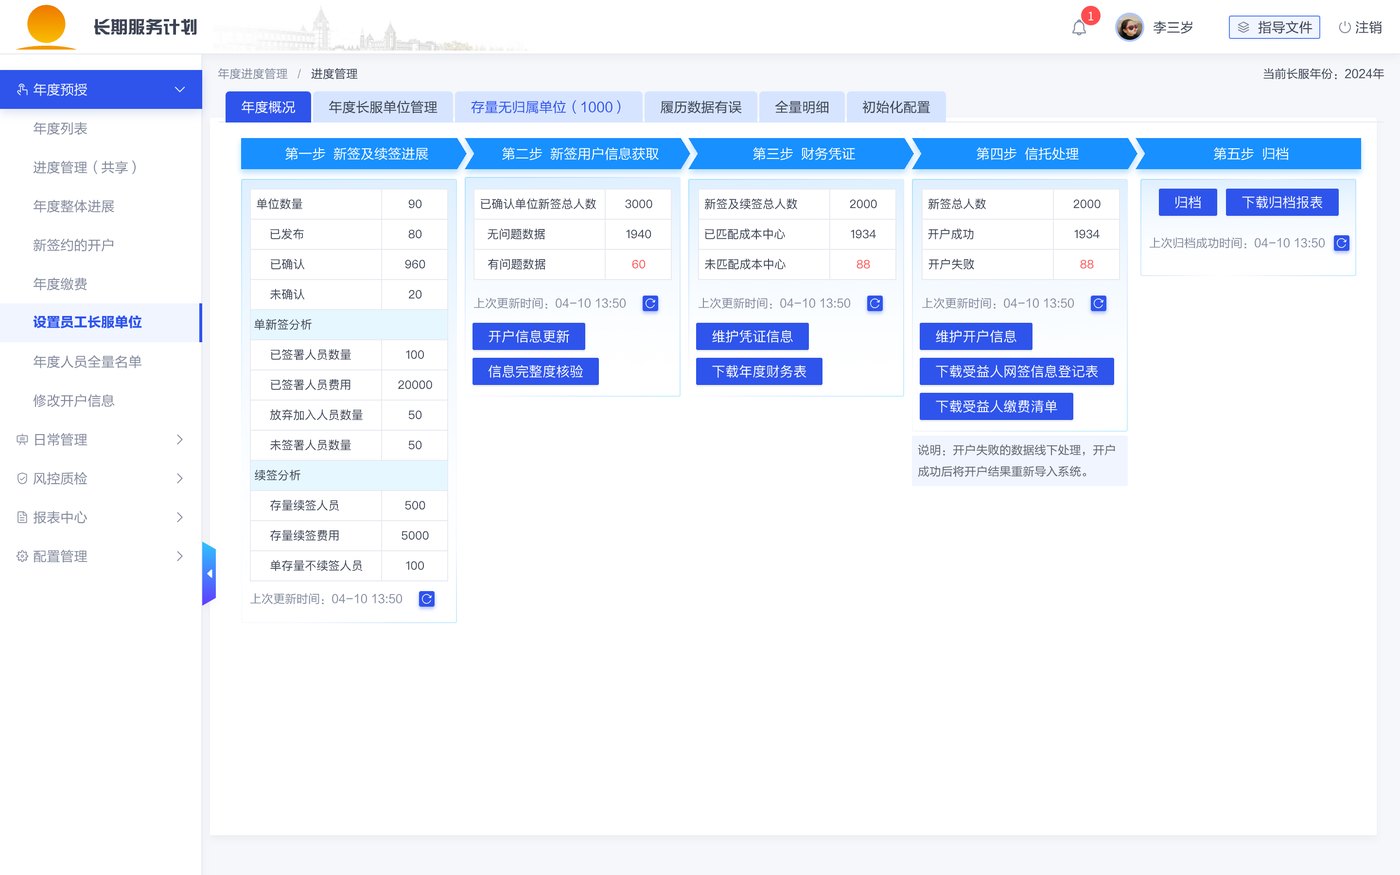 长期服务计划
1
李三岁
指导文件
注销
年度预授
年度列表
进度管理（共享）
年度整体进展
新签约的开户
年度缴费
设置员工长服单位
年度人员全量名单
修改开户信息
日常管理
风控质检
报表中心
配置管理
年度进度管理 / 进度管理
当前长服年份：2024年
年度概况
年度长服单位管理
存量无归属单位（1000）
履历数据有误
全量明细
初始化配置
第一步 新签及续签进展
单位数量 90
已发布 80
已确认 960
未确认 20
单新签分析
已签署人员数量 100
已签署人员费用 20000
放弃加入人员数量 50
未签署人员数量 50
续签分析
存量续签人员 500
存量续签费用 5000
单存量不续签人员 100
上次更新时间：04-10 13:50
第二步 新签用户信息获取
已确认单位新签总人数 3000
无问题数据 1940
有问题数据 60
上次更新时间：04-10 13:50
开户信息更新
信息完整度核验
第三步 财务凭证
新签及续签总人数 2000
已匹配成本中心 1934
未匹配成本中心 88
上次更新时间：04-10 13:50
维护凭证信息
下载年度财务表
第四步 信托处理
新签总人数 2000
开户成功 1934
开户失败 88
上次更新时间：04-10 13:50
维护开户信息
下载受益人网签信息登记表
下载受益人缴费清单
说明：开户失败的数据线下处理，开户
成功后将开户结果重新导入系统。
第五步 归档
归档
下载归档报表
上次归档成功时间：04-10 13:50